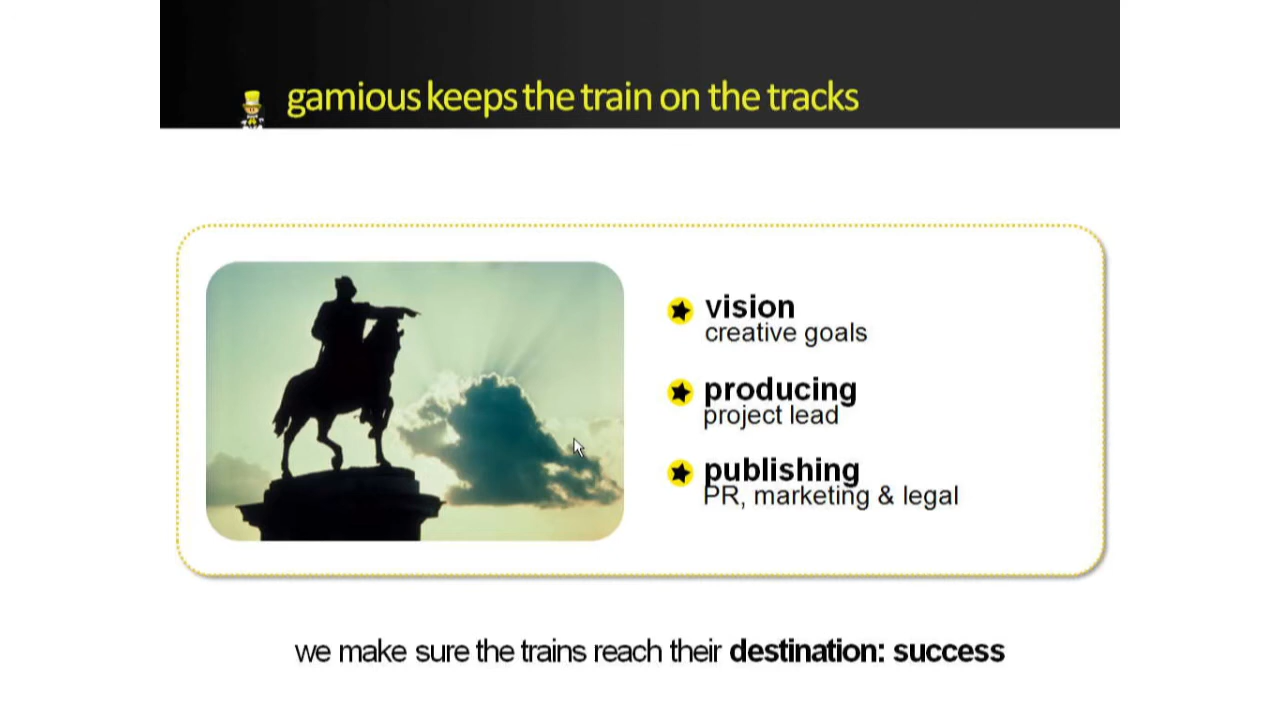 gamious keeps the train on the tracks
vision
creative goals
producing
project lead
publishing
PR, marketing & legal
we make sure the trains reach their destination: success